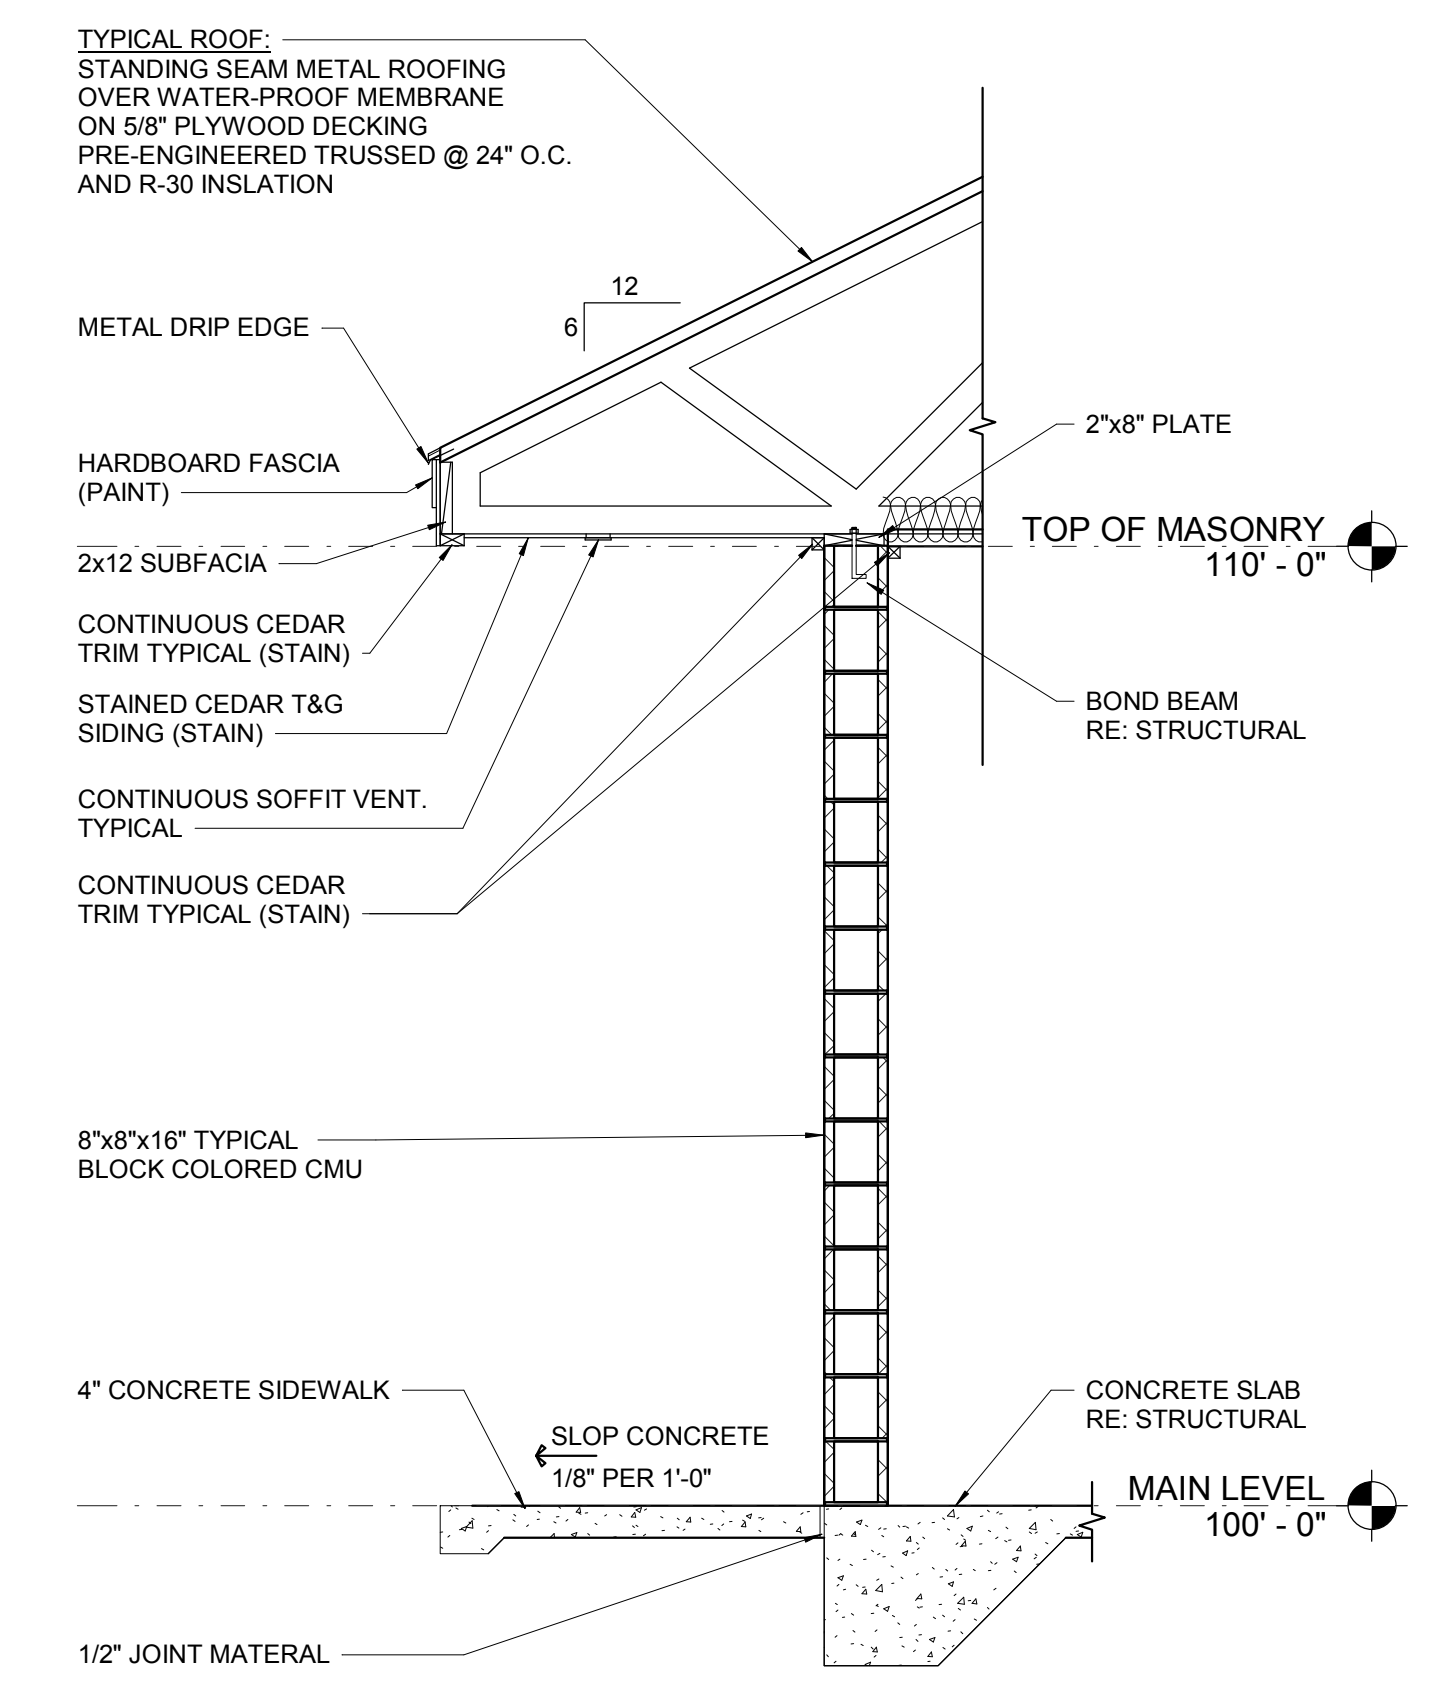 TYPICAL ROOF:
STANDING SEAM METAL ROOFING
OVER WATER-PROOF MEMBRANE
ON 5/8" PLYWOOD DECKING
PRE-ENGINEERED TRUSSED @ 24" O.C.
AND R-30 INSLATION
12
6
METAL DRIP EDGE
2"x8" PLATE
HARDBOARD FASCIA
(PAINT)
TOP OF MASONRY
110' - 0"
2x12 SUBFACIA
CONTINUOUS CEDAR
TRIM TYPICAL (STAIN)
STAINED CEDAR T&G
SIDING (STAIN)
BOND BEAM
RE: STRUCTURAL
CONTINUOUS SOFFIT VENT.
TYPICAL
CONTINUOUS CEDAR
TRIM TYPICAL (STAIN)
8"x8"x16" TYPICAL
BLOCK COLORED CMU
4" CONCRETE SIDEWALK
CONCRETE SLAB
RE: STRUCTURAL
SLOP CONCRETE
1/8" PER 1'-0"
MAIN LEVEL
100' - 0"
1/2" JOINT MATERAL